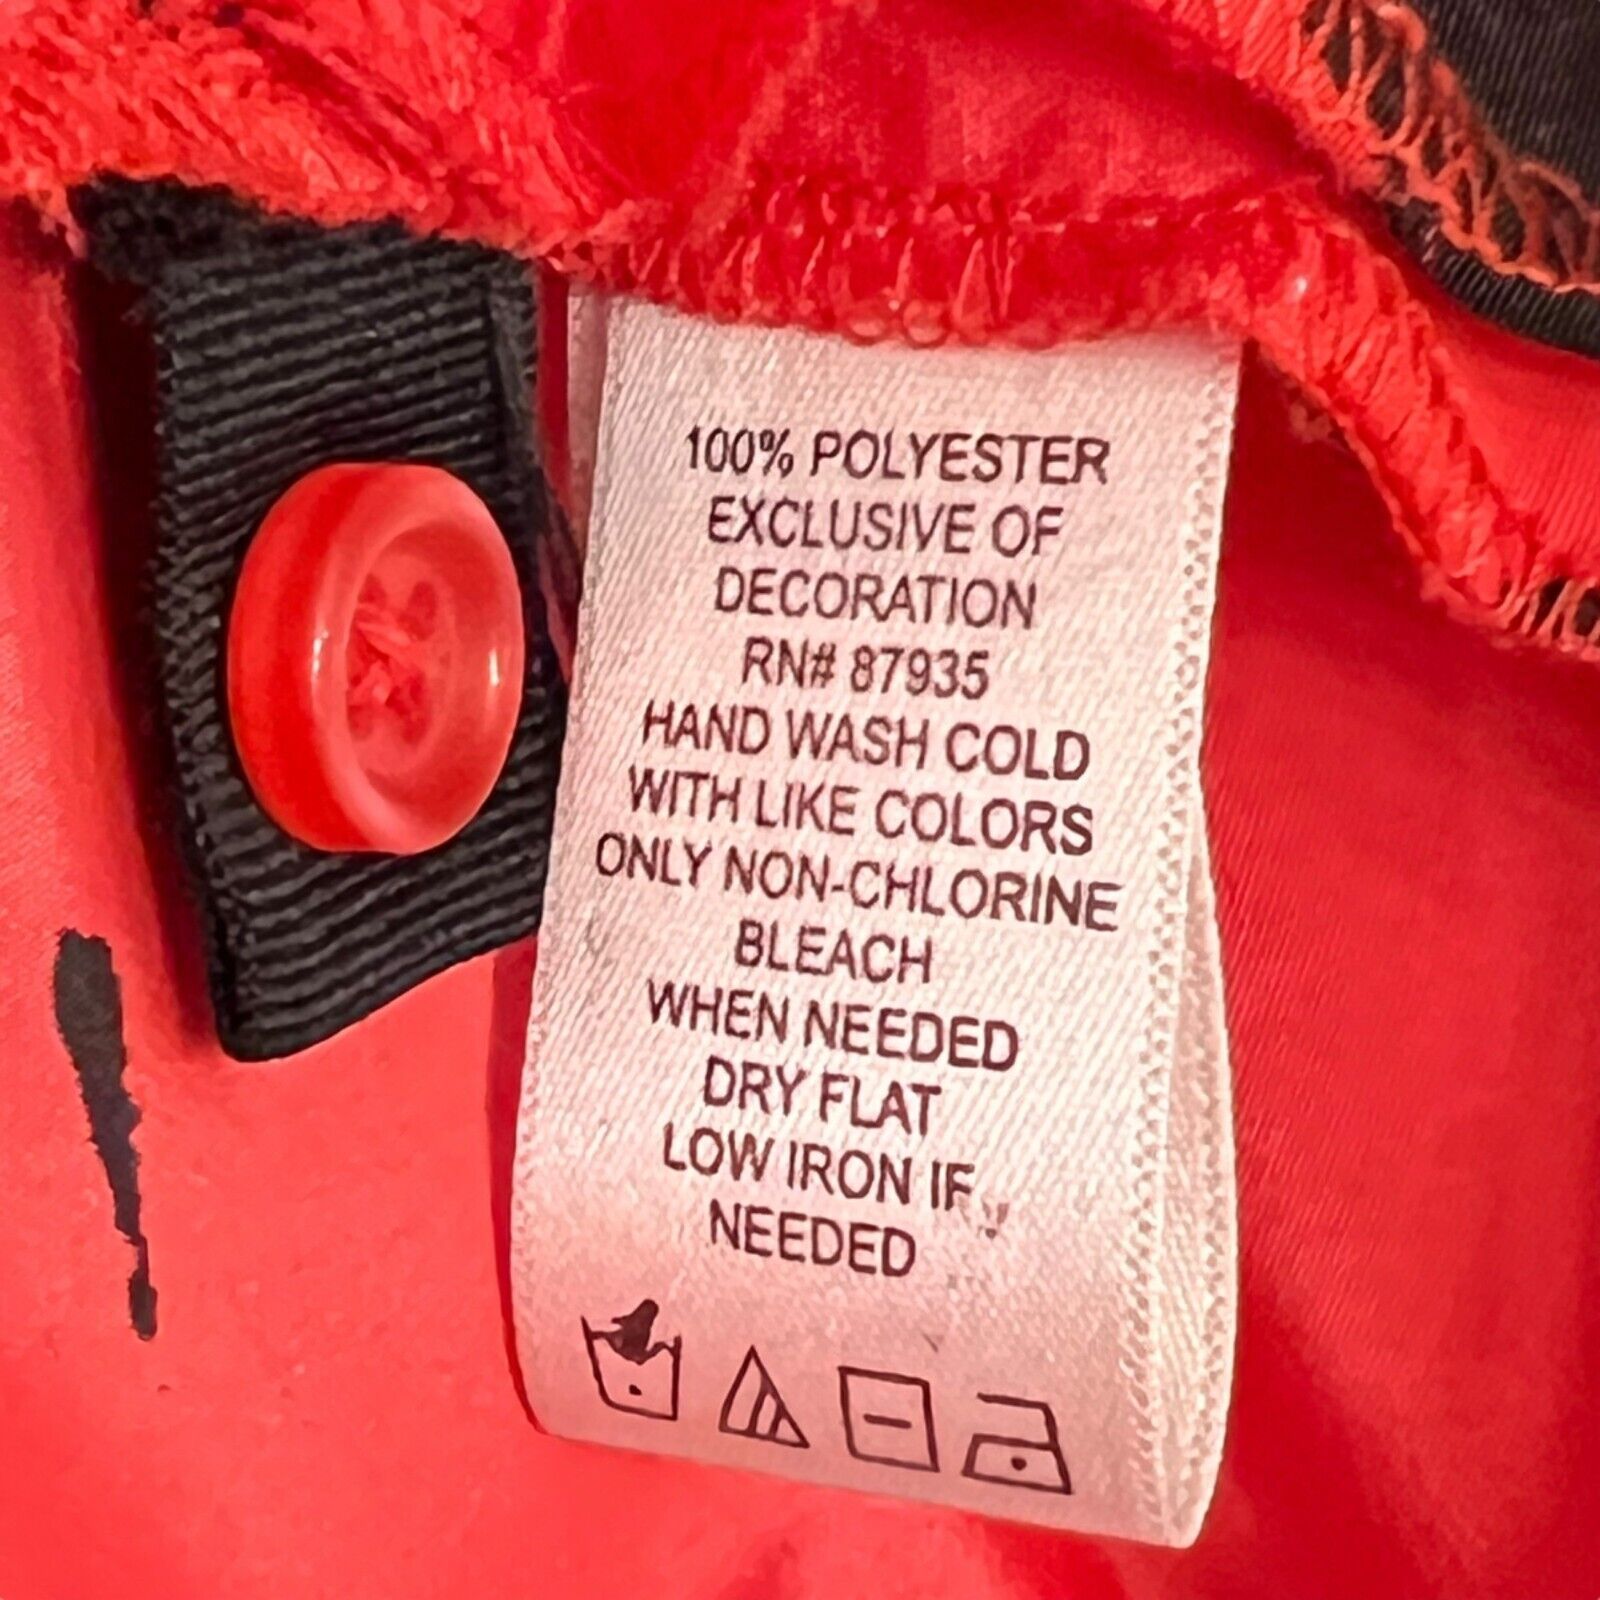 100% POLYESTER
EXCLUSIVE OF
DECORATION
RN# 87935
HAND WASH COLD
WITH LIKE COLORS
ONLY NON-CHLORINE
BLEACH
WHEN NEEDED
DRY FLAT
LOW IRON IF
NEEDED